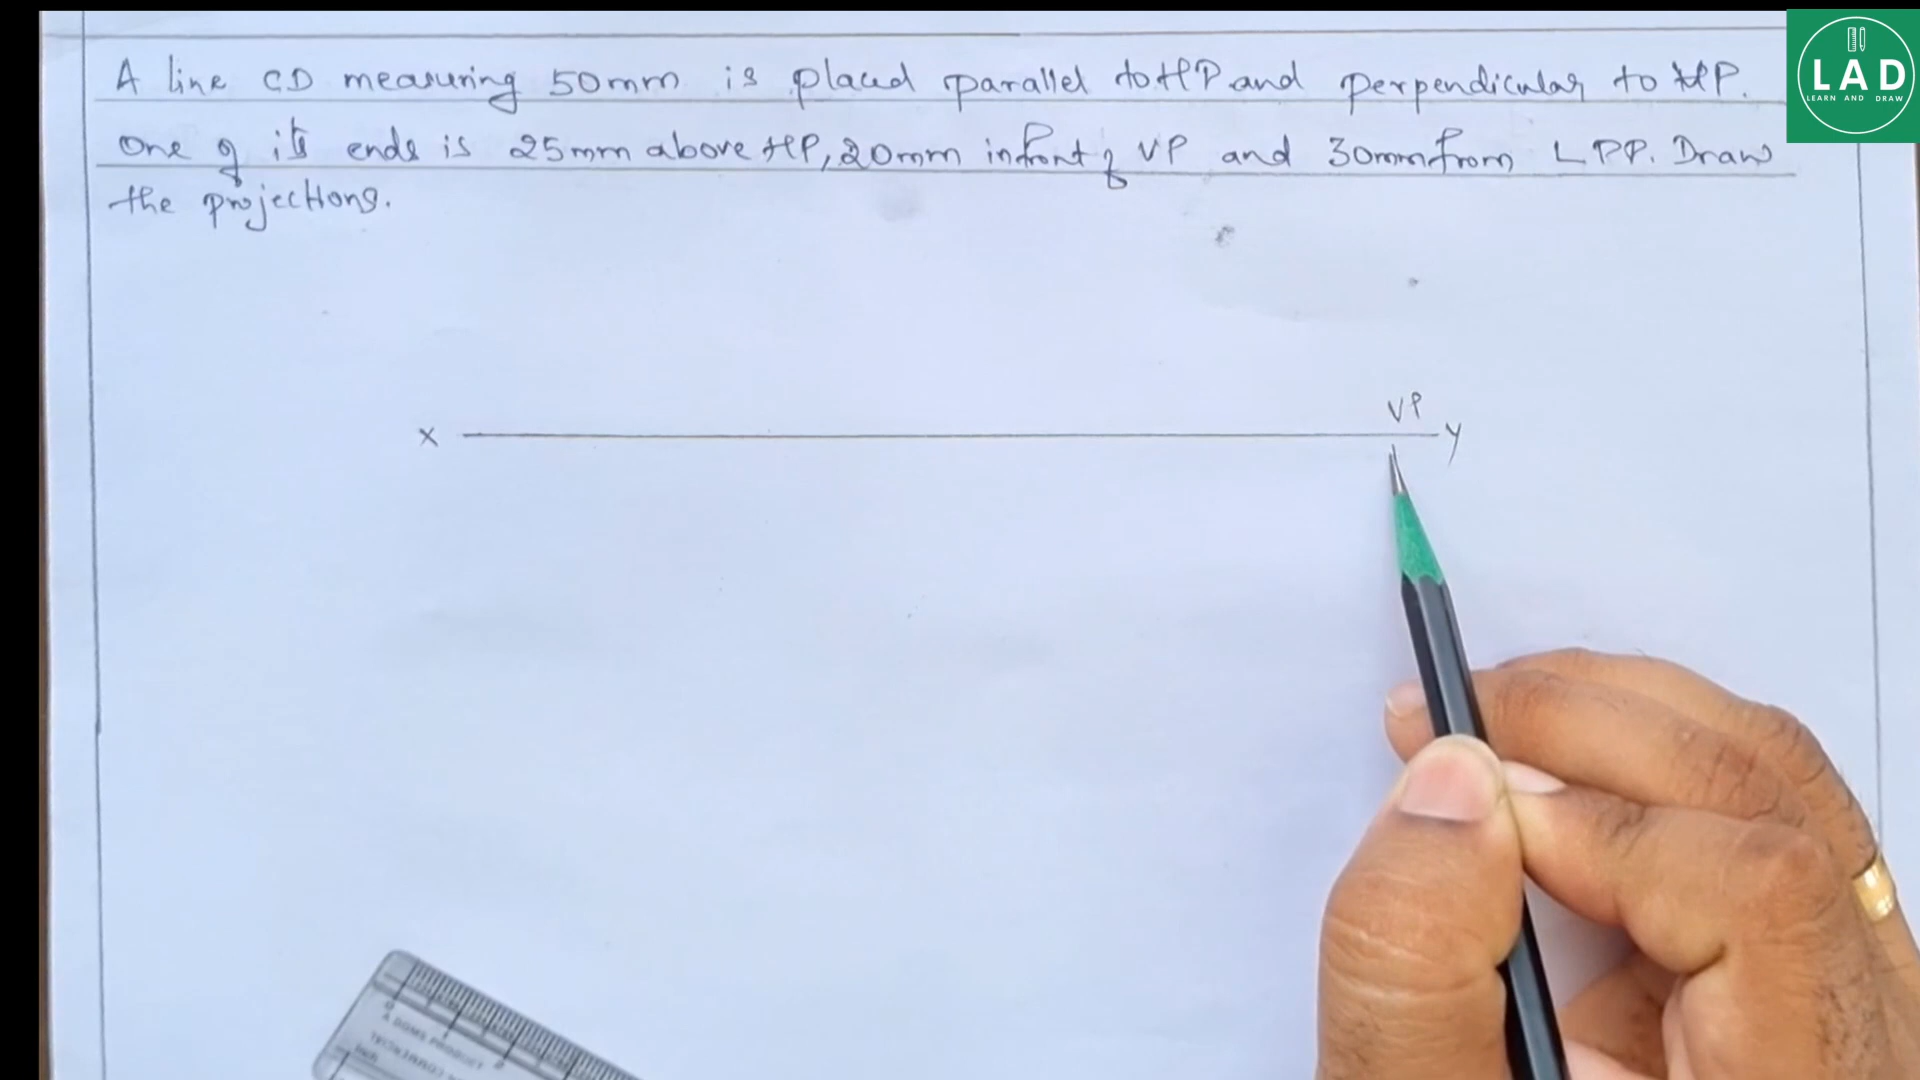 A line CD measuring 50mm is placed parallel to HP and perpendicular to HP.
One of its ends is 25mm above HP, 20mm infront of VP and 30mm from LPP. Draw
the projections.
X
VP
Y
LAD
LEARN AND DRAW